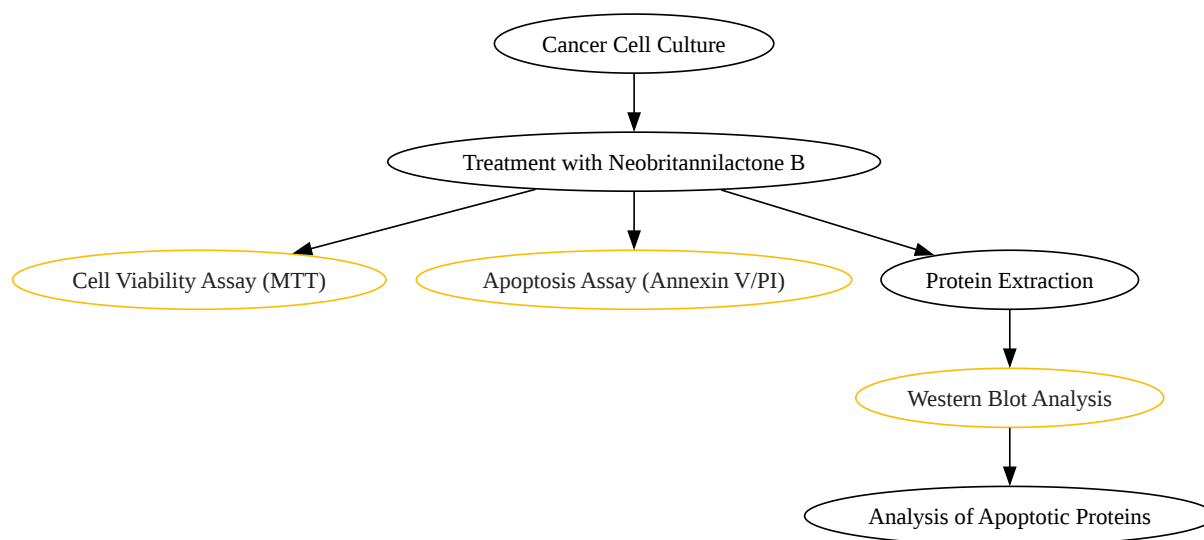 Cancer Cell Culture
Treatment with Neobritannilactone B
Cell Viability Assay (MTT)
Apoptosis Assay (Annexin V/PI)
Protein Extraction
Western Blot Analysis
Analysis of Apoptotic Proteins